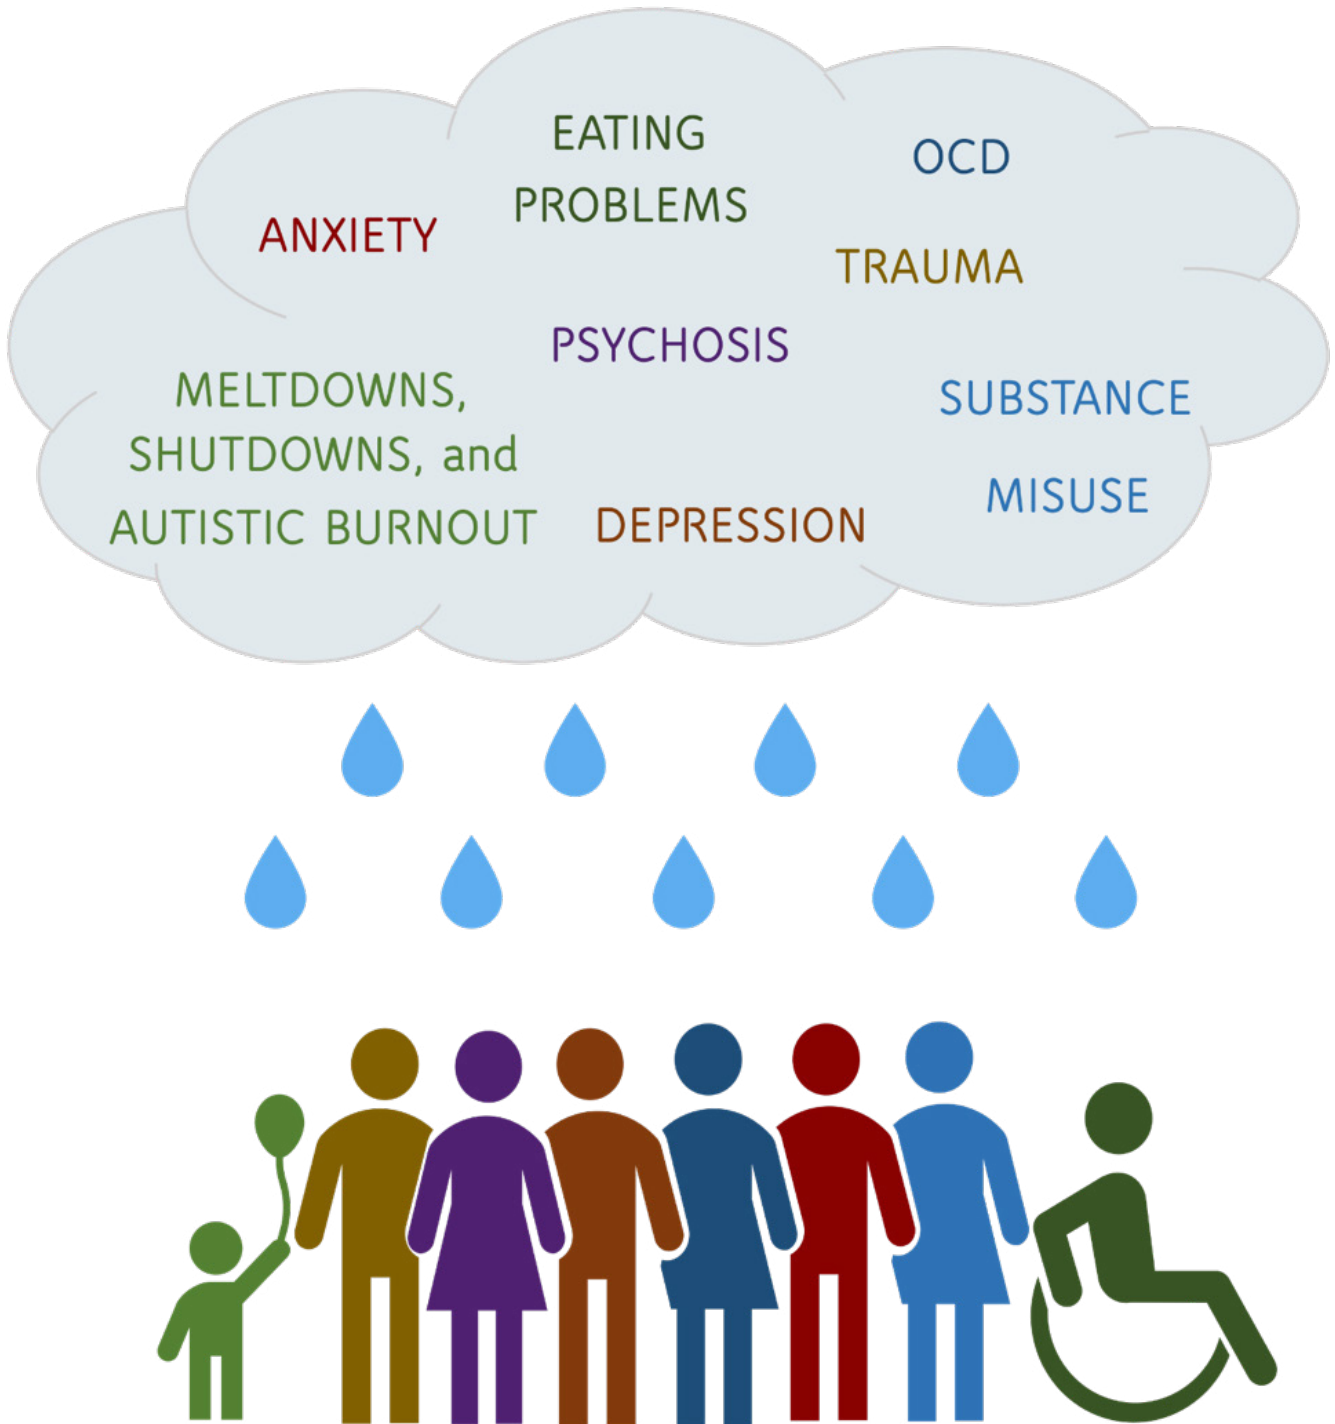 EATING
PROBLEMS
OCD
ANXIETY
TRAUMA
PSYCHOSIS
MELTDOWNS,
SHUTDOWNS, and
AUTISTIC BURNOUT
SUBSTANCE
MISUSE
DEPRESSION